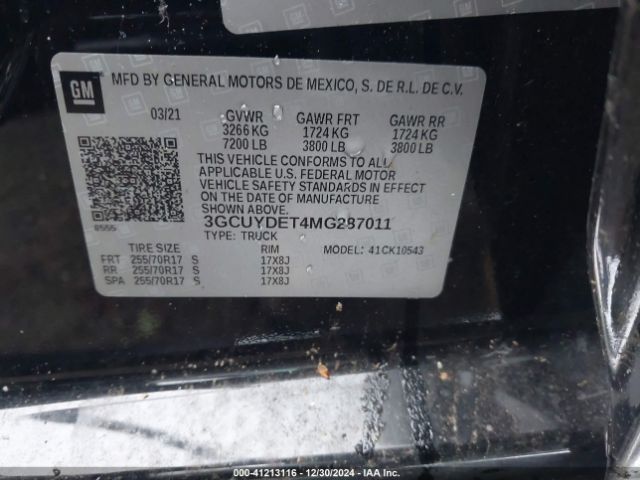 GM
MFD BY GENERAL MOTORS DE MEXICO, S. DE R.L. DE C.V.
03/21 GVWR GAWR FRT GAWR RR
3266 KG 1724 KG 1724 KG
7200 LB 3800 LB 3800 LB
THIS VEHICLE CONFORMS TO ALL
APPLICABLE U.S. FEDERAL MOTOR
VEHICLE SAFETY STANDARDS IN EFFECT
ON THE DATE OF MANUFACTURE
SHOWN ABOVE.
3GCUYDET4MG287011
TYPE: TRUCK MODEL: 41CK10543
TIRE SIZE RIM
FRT 255/70R17 S 17X8J
RR 255/70R17 S 17X8J
SPA 255/70R17 S 17X8J
000-41213116 - 12/30/2024 - IAA Inc.